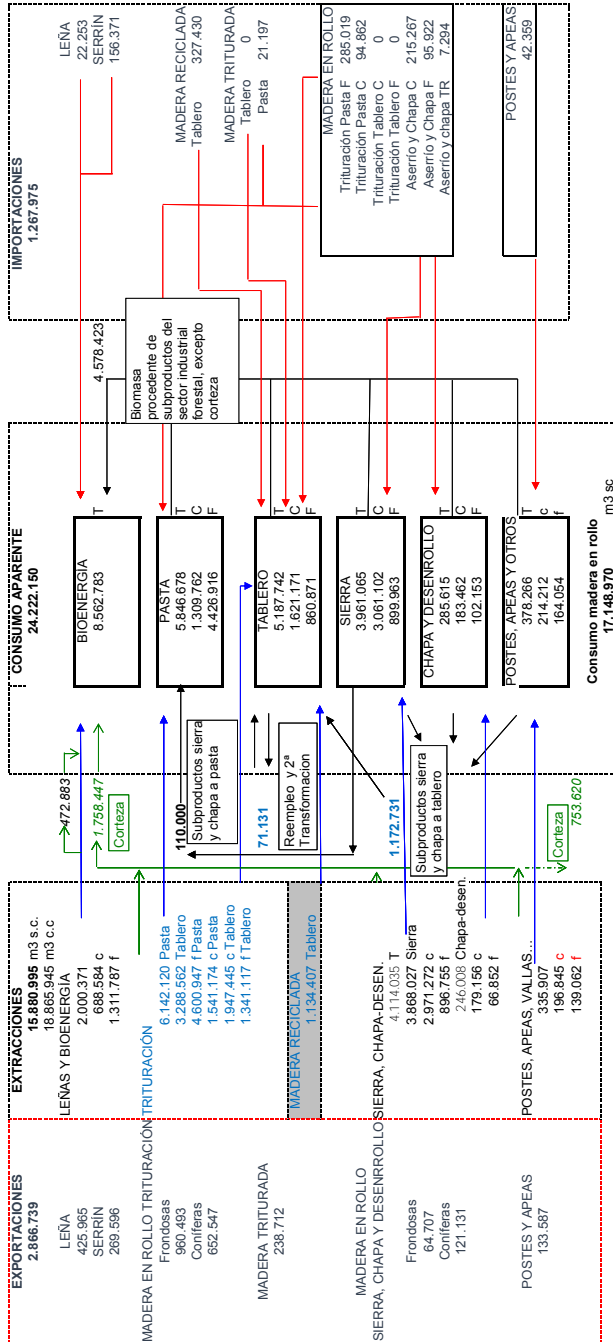 EXPORTACIONES
2.866.739
LEÑA
425.965
SERRÍN
269.596
MADERA EN ROLLO TRITURACIÓN
Frondosas
960.493
Coníferas
652.547
MADERA TRITURADA
238.712
MADERA EN ROLLO
SIERRA, CHAPA Y DESENRROLLO
Frondosas
64.707
Coníferas
121.131
POSTES Y APEAS
133.587
EXTRACCIONES
15.880.995 m3 s.c.
18.865.945 m3 c.c
LEÑAS Y BIOENERGÍA
2.000.371
688.584 c
1.311.787 f
TRITURACIÓN
6.142.120 Pasta
3.288.562 Tablero
4.600.947 f Pasta
1.541.174 c Pasta
1.947.445 c Tablero
1.341.117 f Tablero
MADERA RECICLADA
1.134.407 Tablero
SIERRA, CHAPA-DESEN.
4.114.035 T
3.868.027 Sierra
2.971.272 c
896.755 f
246.008 Chapa-desen.
179.156 c
66.852 f
POSTES, APEAS, VALLAS...
335.907
196.845 c
139.062 f
472.883
1.758.447
Corteza
110.000
Subproductos sierra
y chapa a pasta
71.131
Reempleo y 2ª
Transformacion
1.172.731
Subproductos sierra
y chapa a tablero
Corteza
753.620
CONSUMO APARENTE
24.222.150
BIOENERGÍA
8.562.783 T
PASTA
5.846.678 T
1.309.762 C
4.426.916 F
TABLERO
5.187.742 T
1.621.171 C
860.871 F
SIERRA
3.961.065 T
3.061.102 C
899.963 F
CHAPA Y DESENROLLO
285.615 T
183.462 C
102.153 F
POSTES, APEAS Y OTROS
378.266 T
214.212 c
164.054 f
Consumo madera en rollo
17.148.970 m3 sc
4.578.423
Biomasa
procedente de
subproductos del
sector industrial
forestal, excepto
corteza
IMPORTACIONES
1.267.975
LEÑA
22.253
SERRÍN
156.371
MADERA RECICLADA
Tablero 327.430
MADERA TRITURADA
Tablero 0
Pasta 21.197
MADERA EN ROLLO
Trituración Pasta F 285.019
Trituración Pasta C 94.862
Trituración Tablero C 0
Trituración Tablero F 0
Aserrío y Chapa C 215.267
Aserrío y Chapa F 95.922
Aserrío y chapa TR 7.294
POSTES Y APEAS
42.359